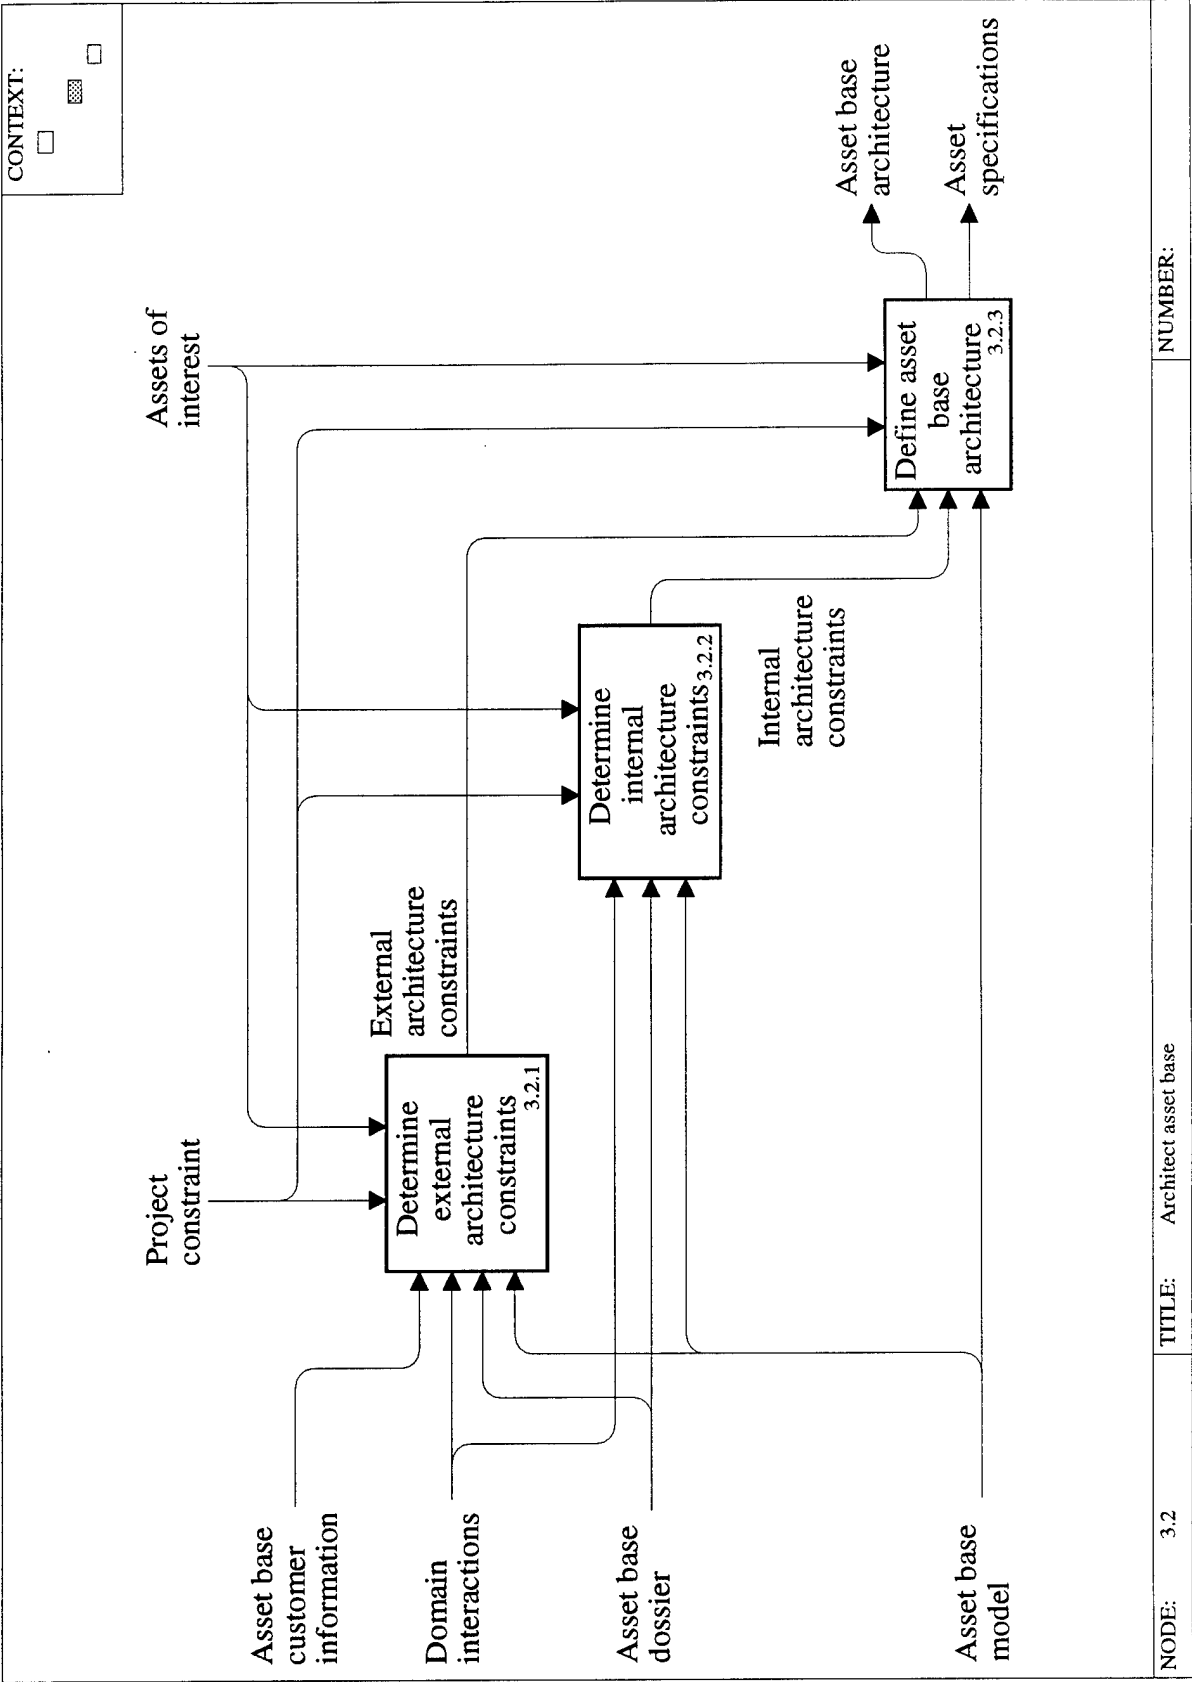 CONTEXT:
Project
constraint
Assets of
interest
Asset base
customer
information
Domain
interactions
Asset base
dossier
Asset base
model
Determine
external
architecture
constraints
3.2.1
External
architecture
constraints
Determine
internal
architecture
constraints 3.2.2
Internal
architecture
constraints
Define asset
base
architecture
3.2.3
Asset base
architecture
Asset
specifications
NODE: 3.2
TITLE: Architect asset base
NUMBER: